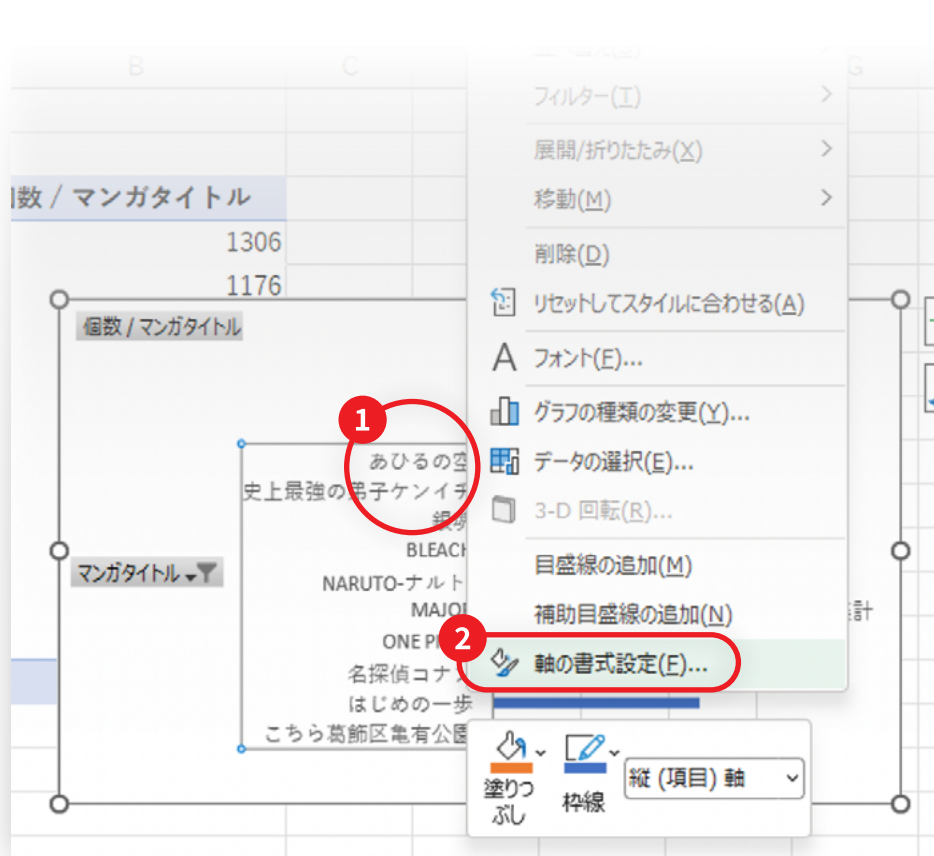 B
C
G
フィルター(T)
展開/折りたたみ(X)
数 / マンガタイトル
移動(M)
1306
削除(D)
1176
リセットしてスタイルに合わせる(A)
個数 / マンガタイトル
フォント(F)...
グラフの種類の変更(Y)...
1
あひるの空
データの選択(E)...
史上最強の弟子ケンイチ
銀魂
3-D 回転(R)...
BLEACH
マンガタイトル
目盛線の追加(M)
NARUTO-ナルト
MAJOR
補助目盛線の追加(N)
計
2
ONE P
軸の書式設定(F)...
名探偵コナン
はじめの一歩
こちら葛飾区亀有公園
塗りつ
ぶし
枠線
縦 (項目) 軸